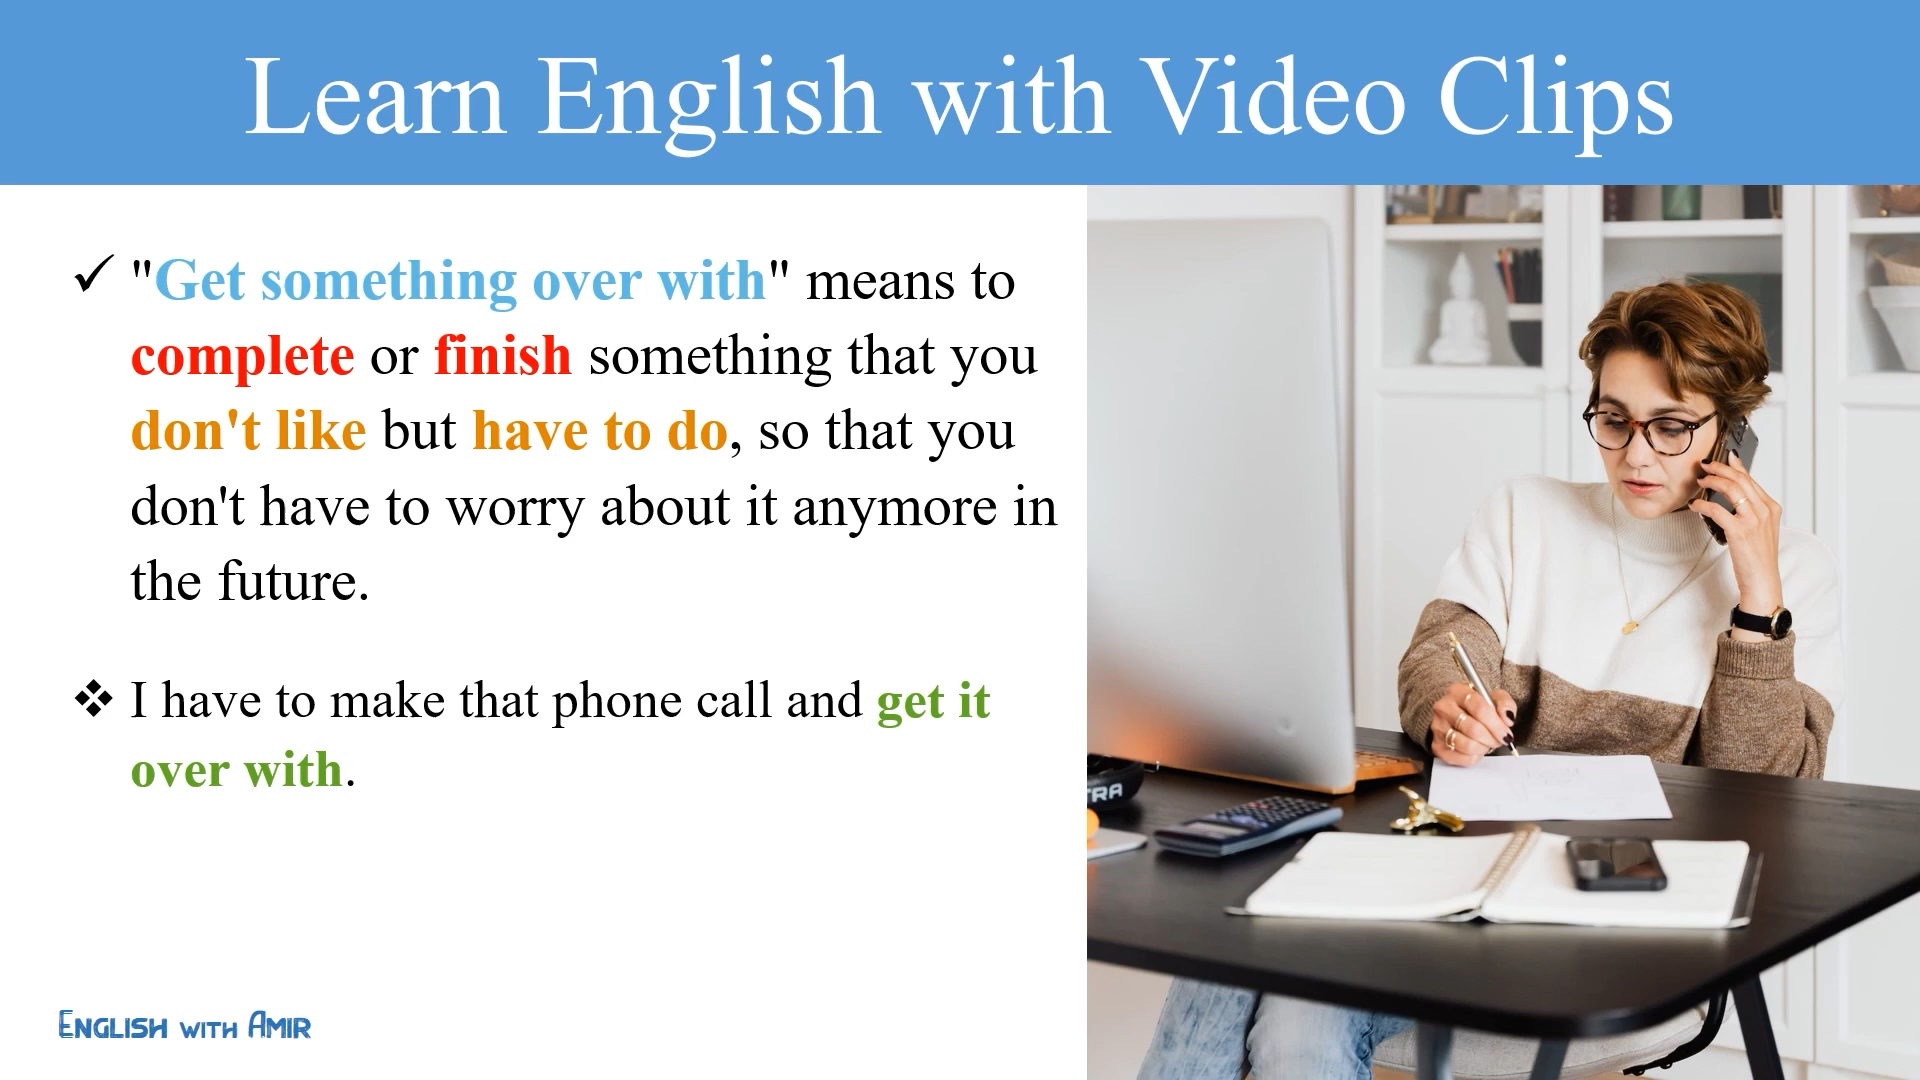 Learn English with Video Clips
✓ "Get something over with" means to
complete or finish something that you
don't like but have to do, so that you
don't have to worry about it anymore in
the future.
❖ I have to make that phone call and get it
over with.
English with Amir
TRA